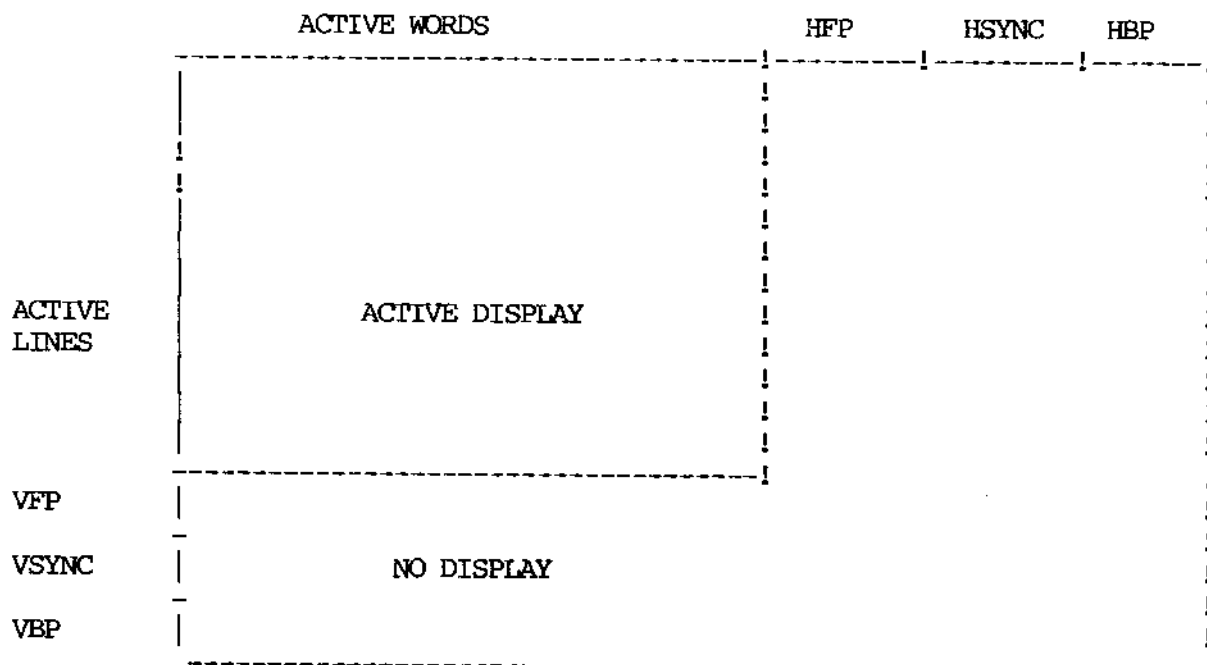 ACTIVE WORDS HFP HSYNC HBP
ACTIVE
LINES
ACTIVE DISPLAY
VFP
VSYNC
NO DISPLAY
VBP